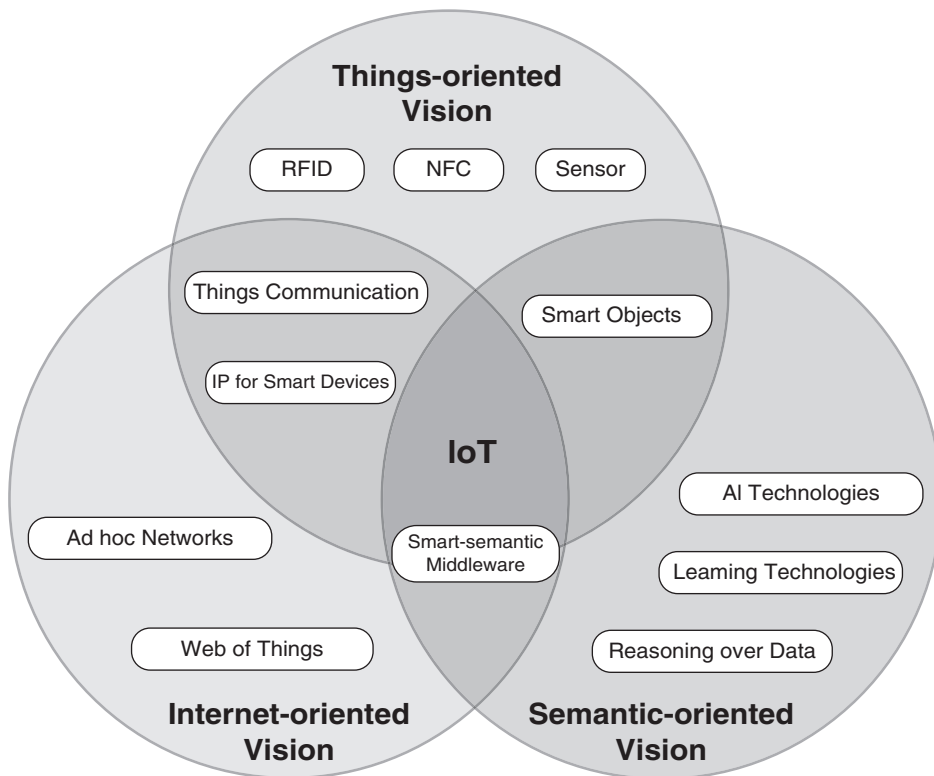 Things-oriented
Vision
RFID
NFC
Sensor
Things Communication
Smart Objects
IP for Smart Devices
IoT
AI Technologies
Ad hoc Networks
Smart-semantic
Middleware
Leaming Technologies
Web of Things
Reasoning over Data
Internet-oriented
Vision
Semantic-oriented
Vision